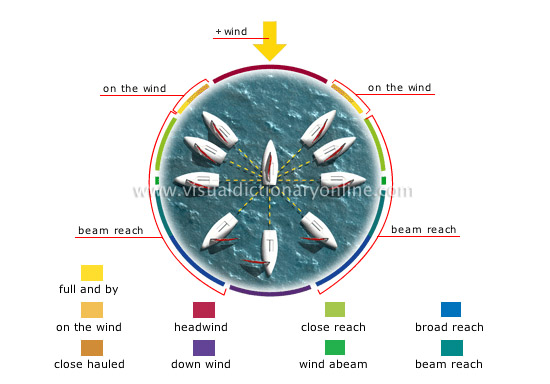 + wind
on the wind
on the wind
www.visualdictionaryonline.com
beam reach
beam reach
full and by
on the wind
headwind
close reach
broad reach
close hauled
down wind
wind abeam
beam reach